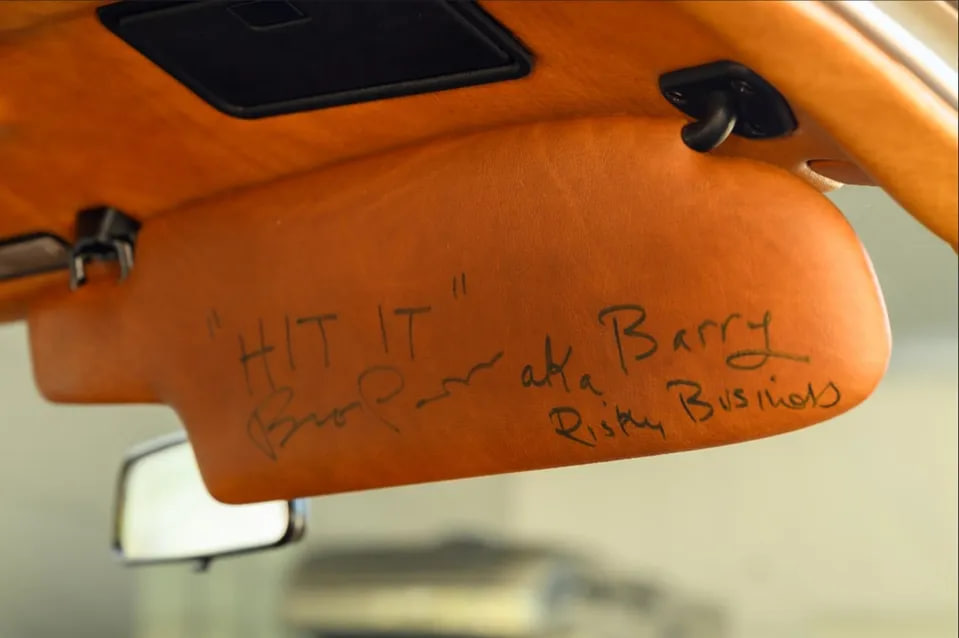 "HIT IT"
aka Barry
Risky Business